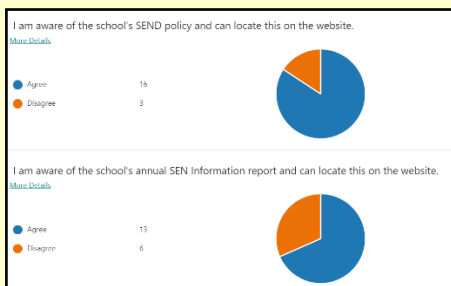 I am aware of the school's SEND policy and can locate this on the website.
More Details
Agree 16
Disagree 3
I am aware of the school's annual SEN Information report and can locate this on the website.
More Details
Agree 13
Disagree 6